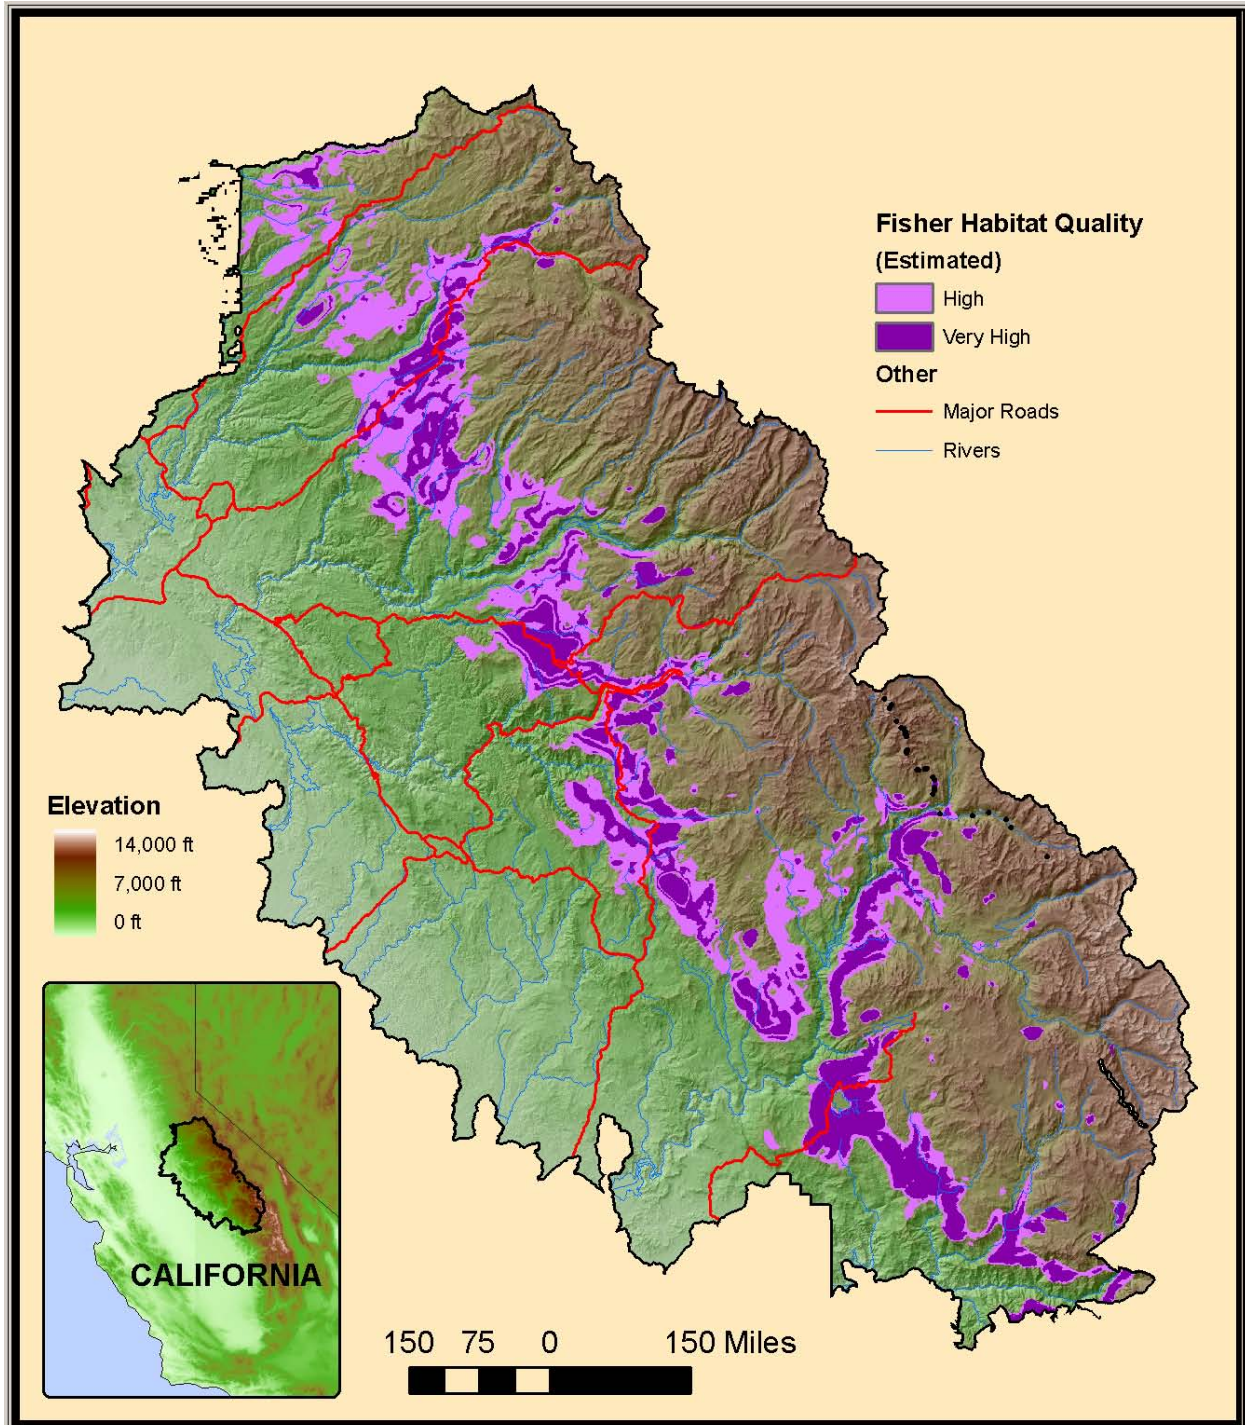 Fisher Habitat Quality
(Estimated)
High
Very High
Other
Major Roads
Rivers
Elevation
14,000 ft
7,000 ft
0 ft
CALIFORNIA
150 75 0 150 Miles